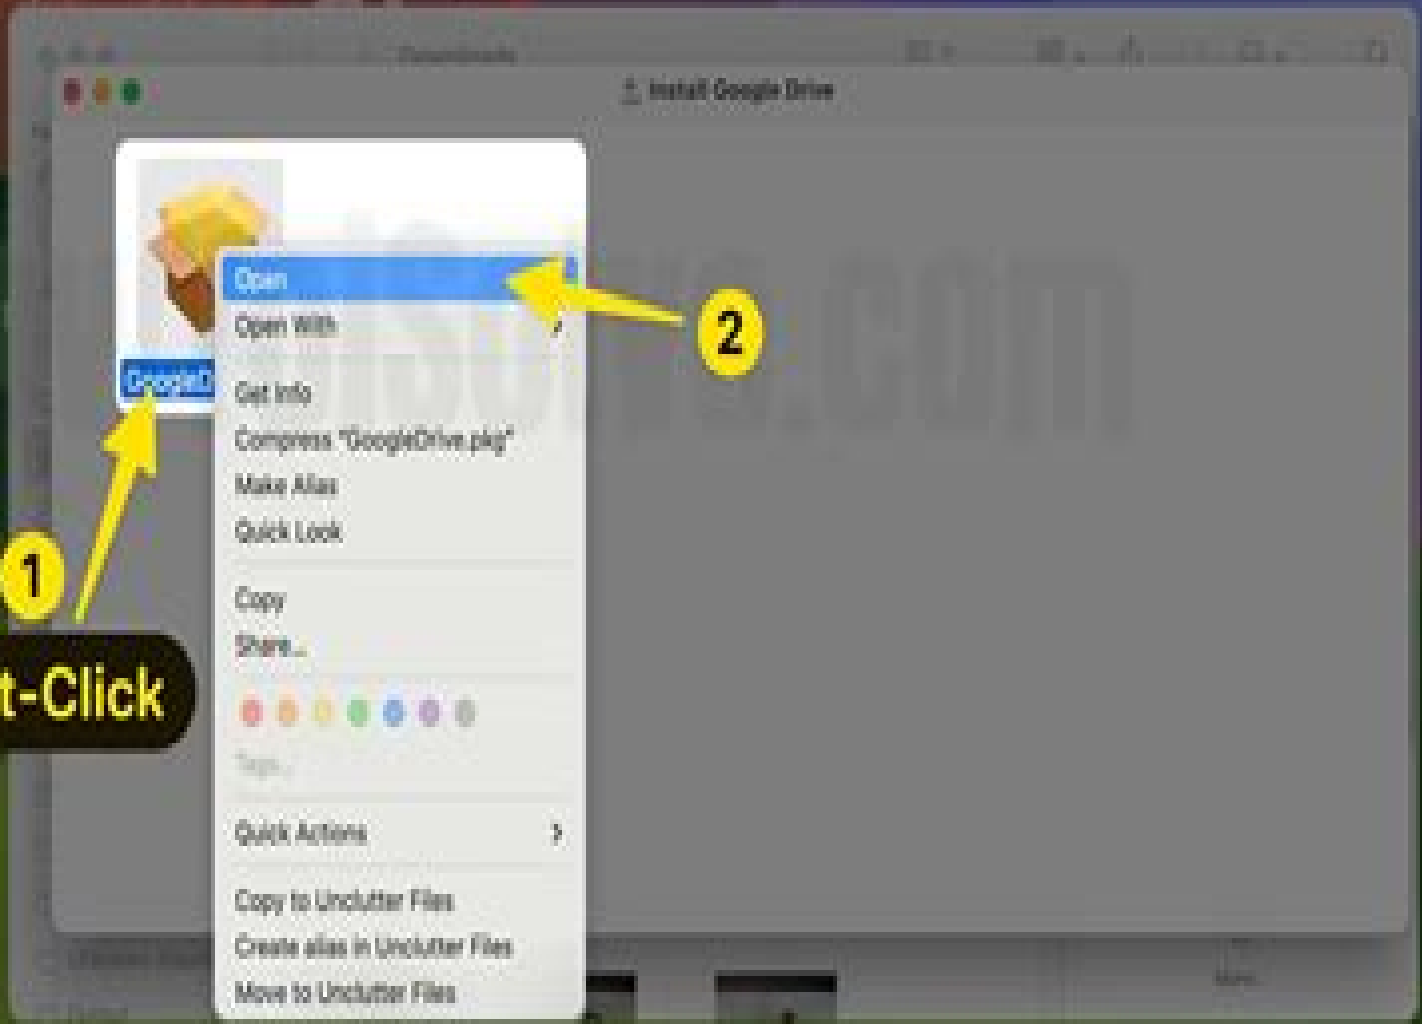 Downloads
Install Google Drive
Open
Open With
2
GoogleD
Get Info
Compress "GoogleDrive.pkg"
Make Alias
Quick Look
1
Copy
Share...
t-Click
Tags...
Quick Actions
Copy to Unclutter Files
Create alias in Unclutter Files
Move to Unclutter Files